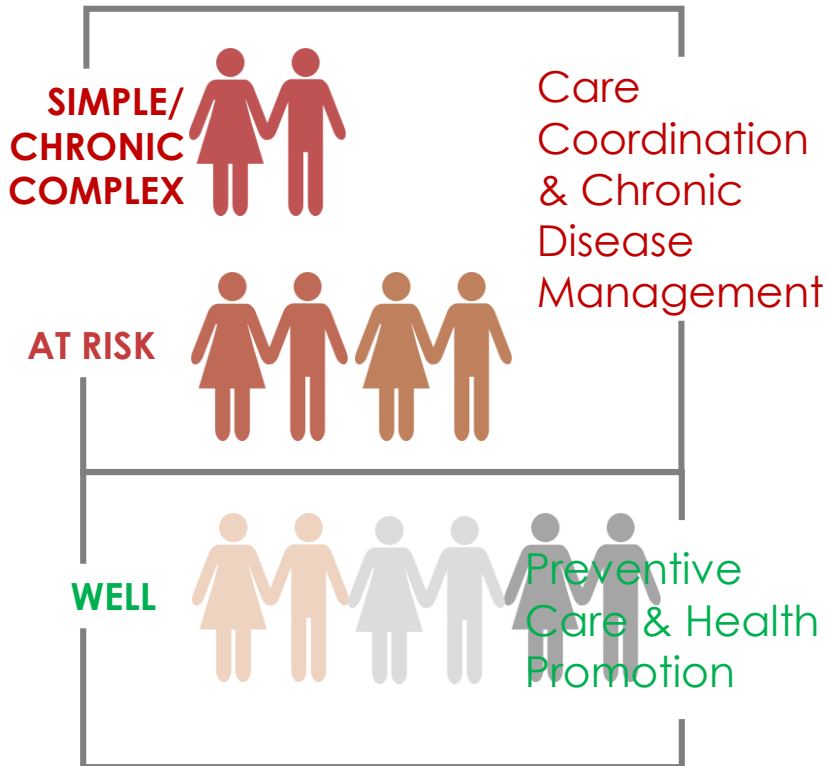 SIMPLE/
CHRONIC
COMPLEX
Care
Coordination
& Chronic
Disease
Management
AT RISK
WELL
Preventive
Care & Health
Promotion